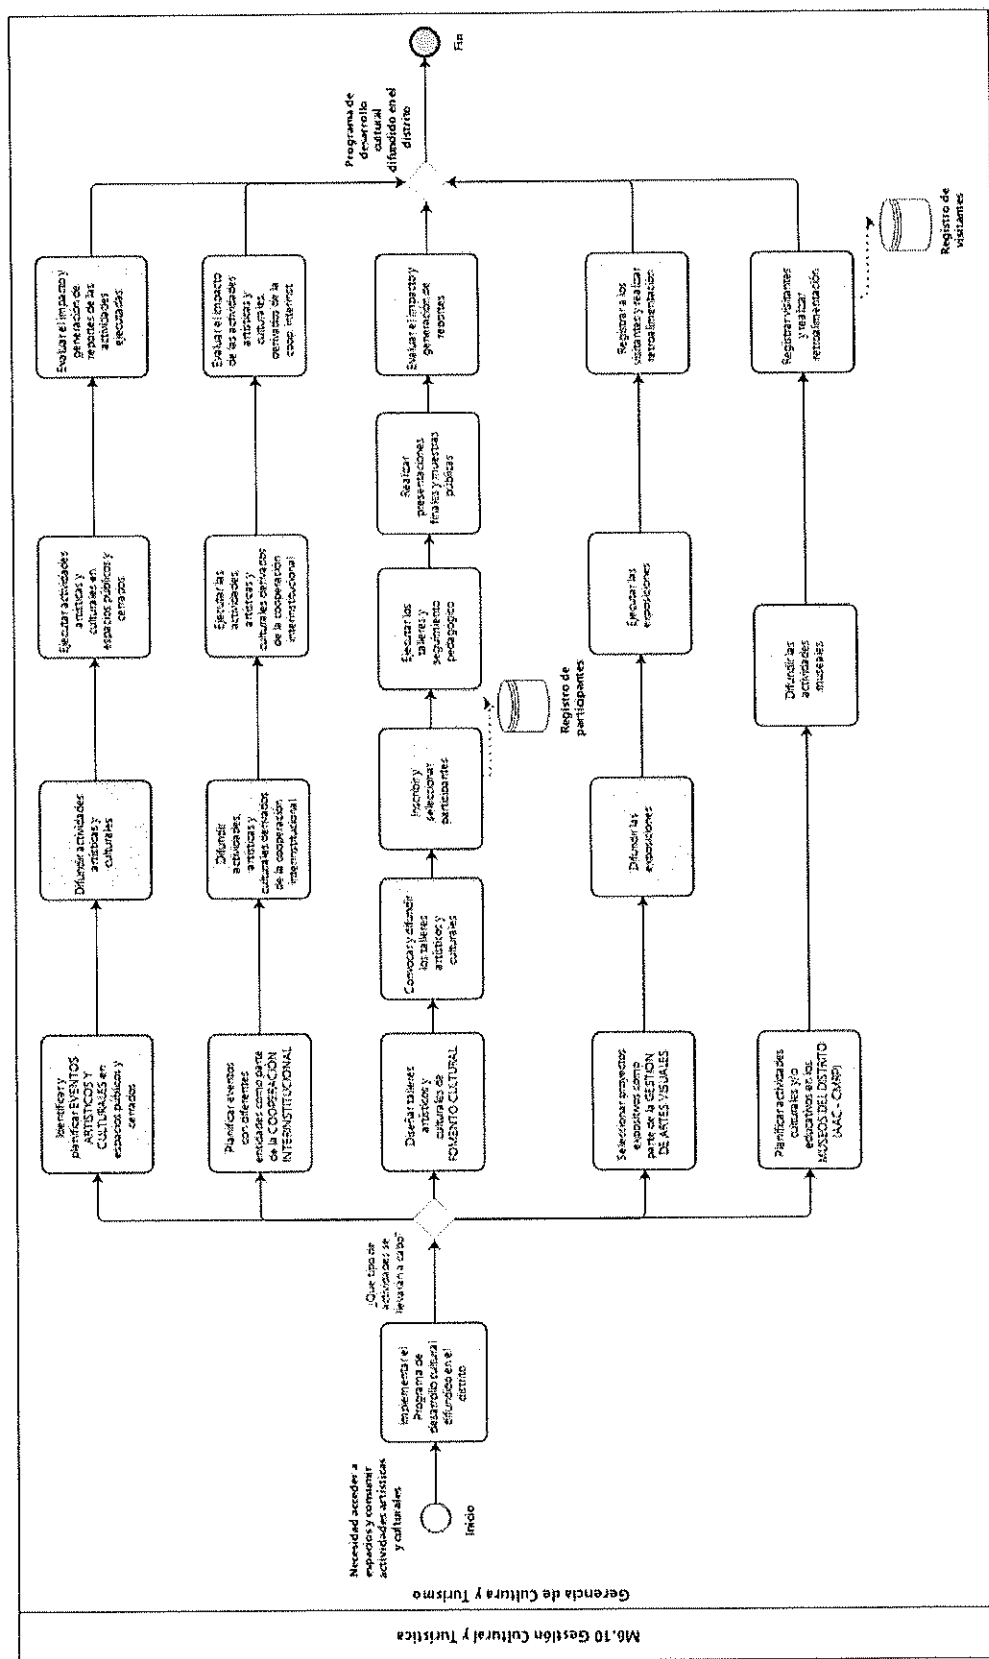 M6.10 Gestión Cultural y Turística
Gerencia de Cultura y Turismo
Necesidad acceder a
espacios y consumir
actividades artísticas
y culturales
Inicio
Implementar el
Programa de
desarrollo cultural
difundido en el
distrito
¿Que tipo de
actividades se
llevarán a cabo?
Identificar y
planificar EVENTOS
ARTISTICOS Y
CULTURALES en
espacios públicos y
cerrados
Difundir actividades
artísticas y
culturales
Ejecutar actividades
artísticas y
culturales en
espacios públicos y
cerrados.
Evaluar el impacto y
generación de
reportes de las
actividades
ejecutadas.
Planificar eventos
con diferentes
entidades como parte
de la COOPERACIÓN
INTERINSTITUCIONAL
Difundir
actividades,
artísticas y
culturales derivados
de la cooperación
interinstitucional
Ejecutar las
actividades,
artísticas y
culturales derivados
de la cooperación
interinstitucional
Evaluar el impacto
de las actividades
artísticas y
culturales,
derivados de la
coop. interinst
Diseñar talleres
artísticos y
culturales de
FOMENTO CULTURAL
Convocar y difundir
los talleres
artísticos y
culturales
Inscribir y
seleccionar
participantes
Registro de
participantes
Ejecutar los
talleres y
seguimiento
pedagógico
Realizar
presentaciones
finales y muestras
públicas
Evaluar el impacto y
generación de
reportes
Seleccionar proyectos
expositivos como
parte de la GESTIÓN
DE ARTES VISUALES
Difundir las
exposiciones
Ejecutar las
exposiciones
Registrar a los
visitantes y realizar
retroalimentación
Planificar actividades
culturales y/o
educativos en los
MUSEOS DEL DISTRITO
(AAC - CMRP)
Difundir las
actividades
museales
Registrar visitantes
y realizar
retroalimentación
Registro de
visitantes
Programa de
desarrollo
cultural
difundido en el
distrito
Fin